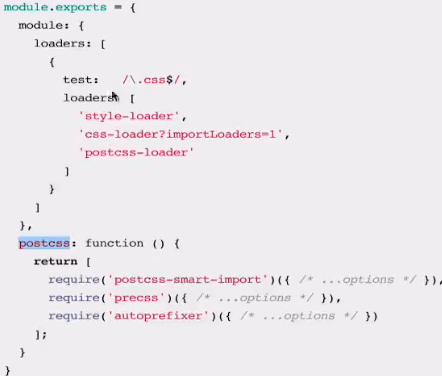 module.exports = {
  module: {
    loaders: [
      {
        test:   /\.css$/,
        loaders: [
          'style-loader',
          'css-loader?importLoaders=1',
          'postcss-loader'
        ]
      }
    ]
  },
  postcss: function () {
    return [
      require('postcss-smart-import')({ /* ...options */ }),
      require('precss')({ /* ...options */ }),
      require('autoprefixer')({ /* ...options */ })
    ];
  }
}